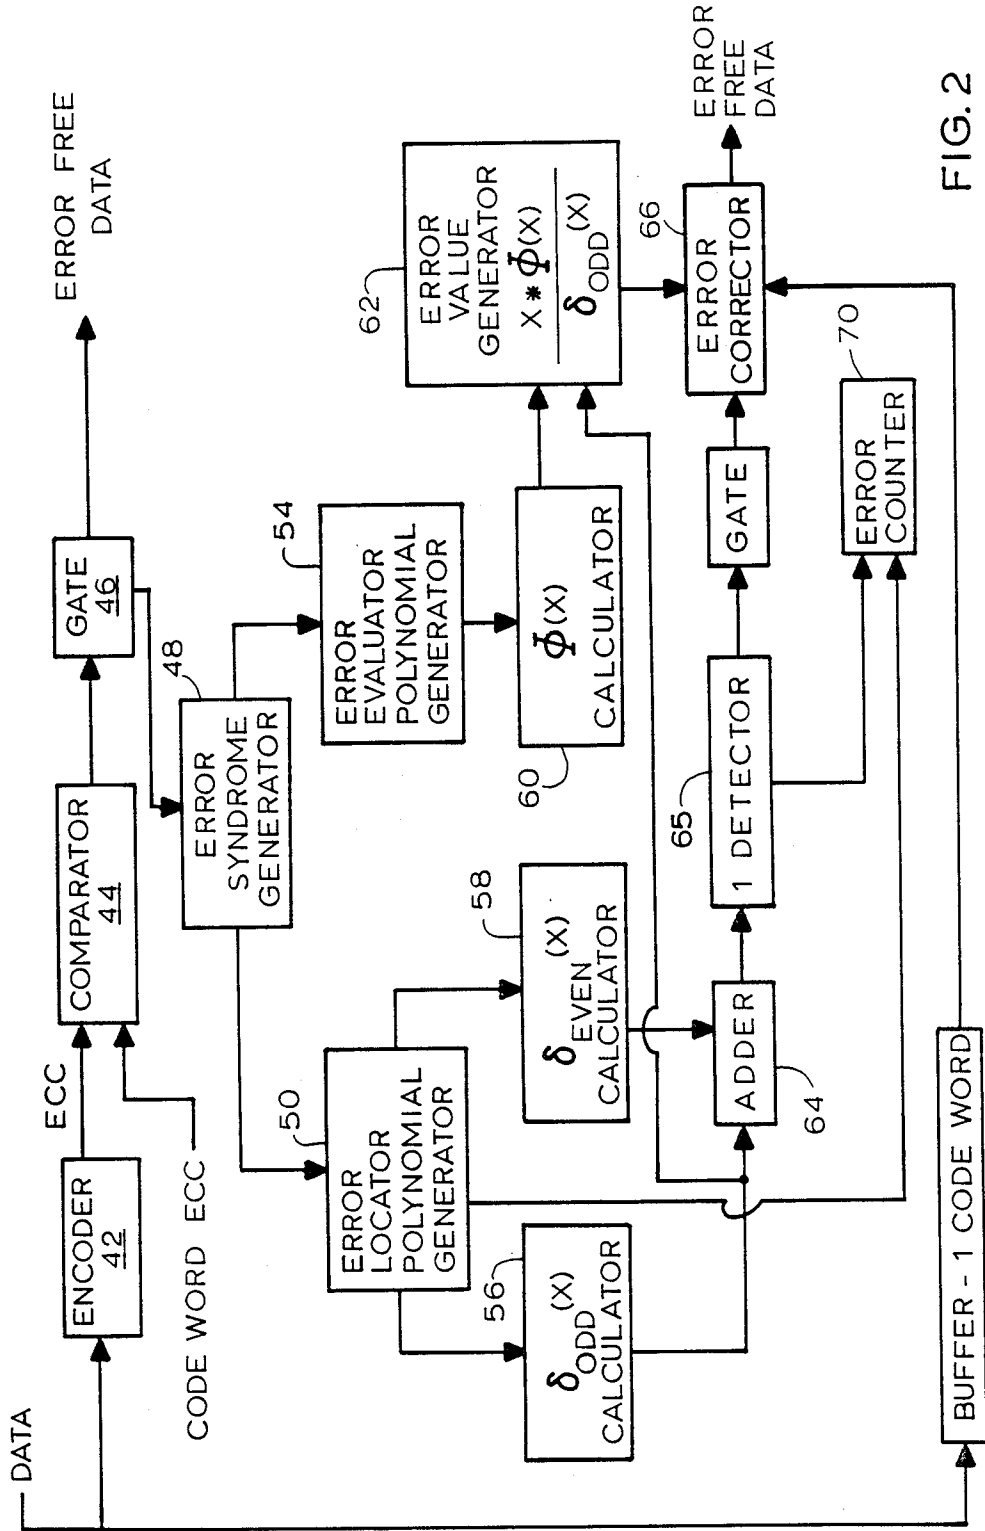 DATA
ENCODER
42
ECC
CODE WORD ECC
COMPARATOR
44
GATE
46
ERROR FREE
DATA
48
ERROR
SYNDROME
GENERATOR
50
ERROR
LOCATOR
POLYNOMIAL
GENERATOR
54
ERROR
EVALUATOR
POLYNOMIAL
GENERATOR
56
δ ODD (X)
CALCULATOR
58
δ EVEN (X)
CALCULATOR
60
Φ(X)
CALCULATOR
62
ERROR
VALUE
GENERATOR
X * Φ(X)
δ ODD (X)
ADDER
64
65
1 DETECTOR
GATE
66
ERROR
CORRECTOR
ERROR
FREE
DATA
70
ERROR
COUNTER
BUFFER - 1 CODE WORD
FIG. 2